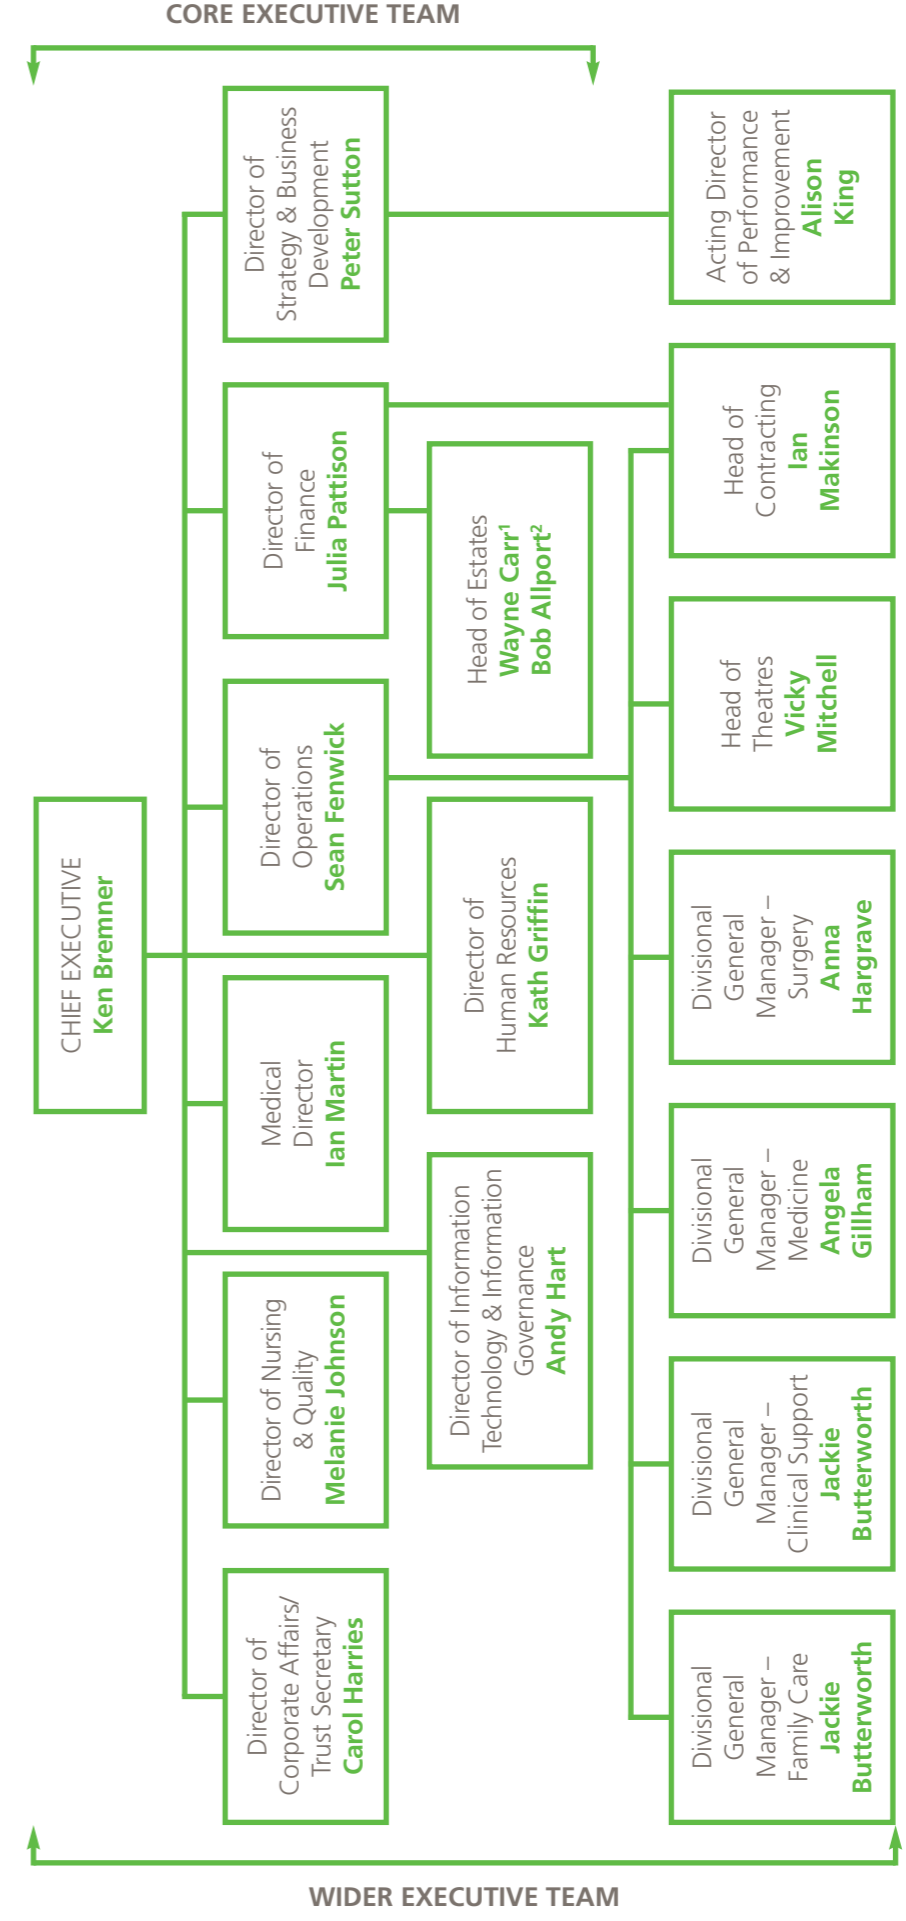 CORE EXECUTIVE TEAM
CHIEF EXECUTIVE
Ken Bremner
Director of
Corporate Affairs/
Trust Secretary
Carol Harries
Director of Nursing
& Quality
Melanie Johnson
Medical
Director
Ian Martin
Director of
Operations
Sean Fenwick
Director of
Finance
Julia Pattison
Director of
Strategy & Business
Development
Peter Sutton
Director of Information
Technology & Information
Governance
Andy Hart
Director of
Human Resources
Kath Griffin
Head of Estates
Wayne Carr¹
Bob Allport²
Divisional
General
Manager –
Family Care
Jackie
Butterworth
Divisional
General
Manager –
Clinical Support
Jackie
Butterworth
Divisional
General
Manager –
Medicine
Angela
Gillham
Divisional
General
Manager –
Surgery
Anna
Hargrave
Head of
Theatres
Vicky
Mitchell
Head of
Contracting
Ian
Makinson
Acting Director
of Performance
& Improvement
Alison
King
WIDER EXECUTIVE TEAM